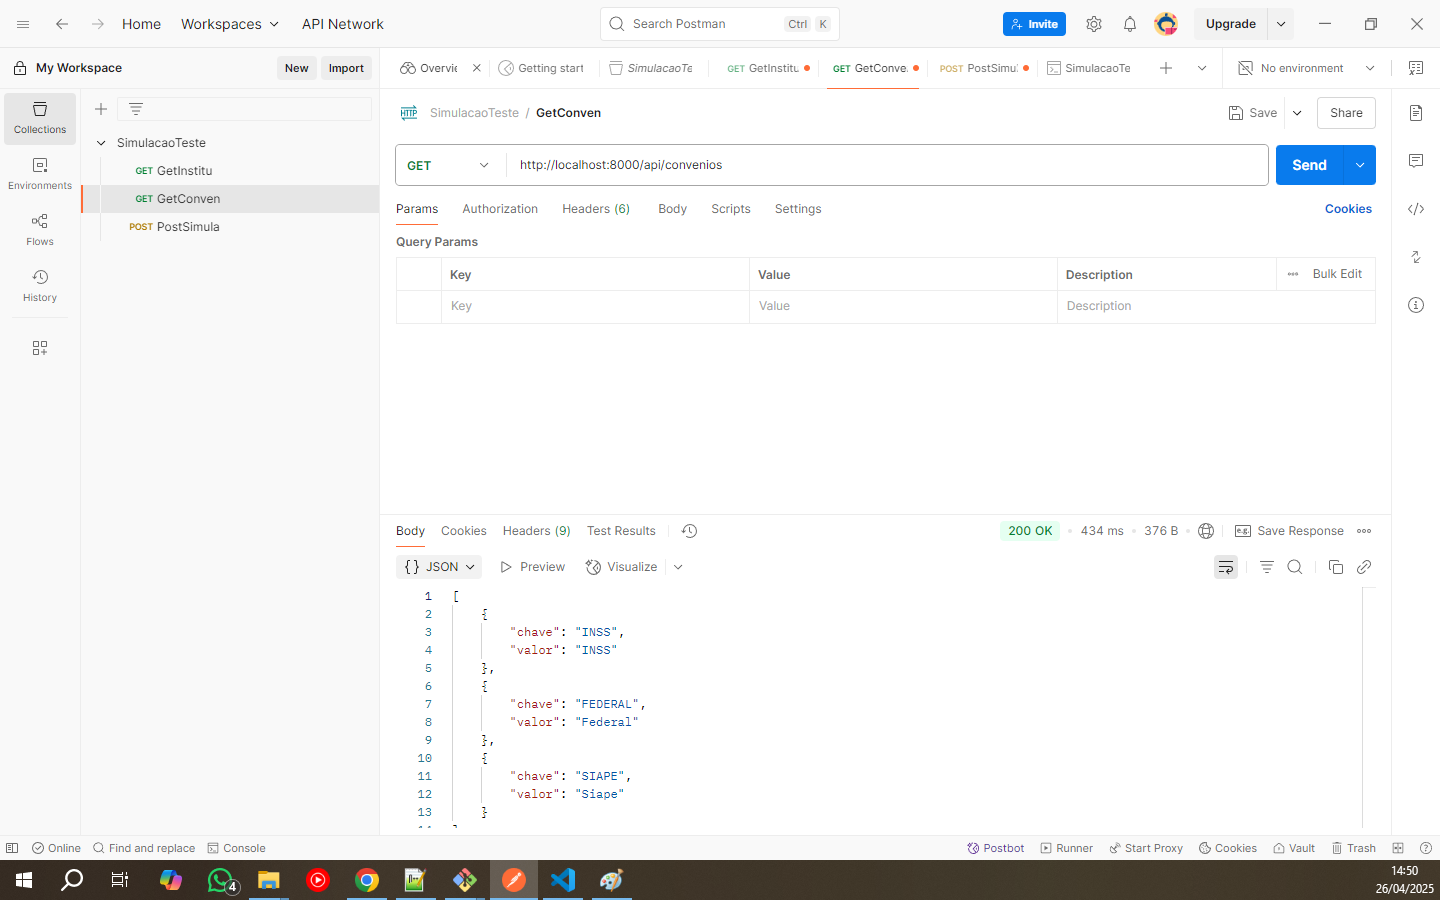 Home
Workspaces
API Network
Search Postman
Ctrl
K
Invite
Upgrade
My Workspace
New
Import
Overvie
Getting start
SimulacaoTe
GET GetInstitu
GET GetConve.
POST PostSimu
SimulacaoTe
No environment
Collections
Environments
Flows
History
SimulacaoTeste
GET GetInstitu
GET GetConven
POST PostSimula
HTTP
SimulacaoTeste / GetConven
Save
Share
GET
http://localhost:8000/api/convenios
Send
Params
Authorization
Headers (6)
Body
Scripts
Settings
Cookies
Query Params
Key
Value
Description
Bulk Edit
Key
Value
Description
Body
Cookies
Headers (9)
Test Results
200 OK
434 ms
376 B
e.g.
Save Response
{} JSON
Preview
Visualize
1 [
2 {
3 "chave": "INSS",
4 "valor": "INSS"
5 },
6 {
7 "chave": "FEDERAL",
8 "valor": "Federal"
9 },
10 {
11 "chave": "SIAPE",
12 "valor": "Siape"
13 }
14 ]
Online
Find and replace
Console
Postbot
Runner
Start Proxy
Cookies
Vault
Trash
4
14:50
26/04/2025